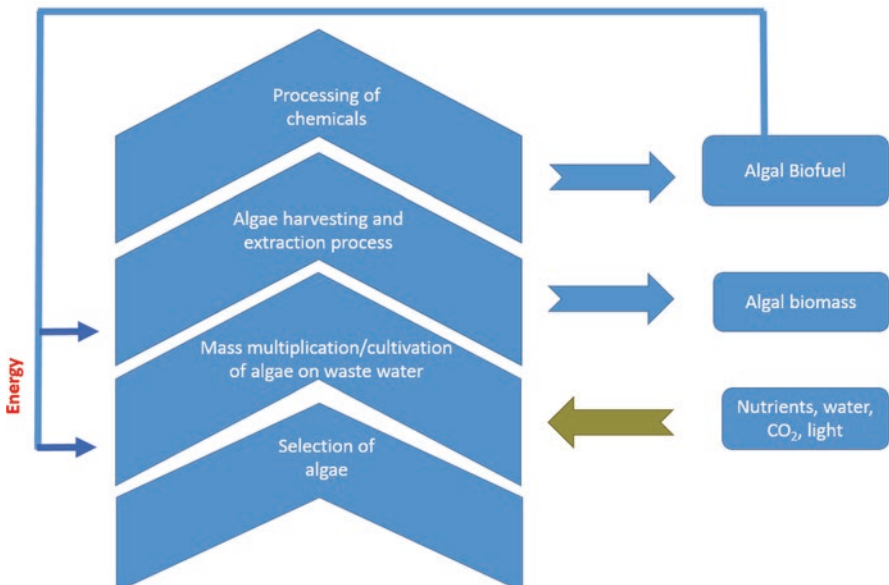 Processing of
chemicals
Algal Biofuel
Algae harvesting and
extraction process
Algal biomass
Mass multiplication/cultivation
of algae on waste water
Nutrients, water,
CO₂, light
Energy
Selection of
algae